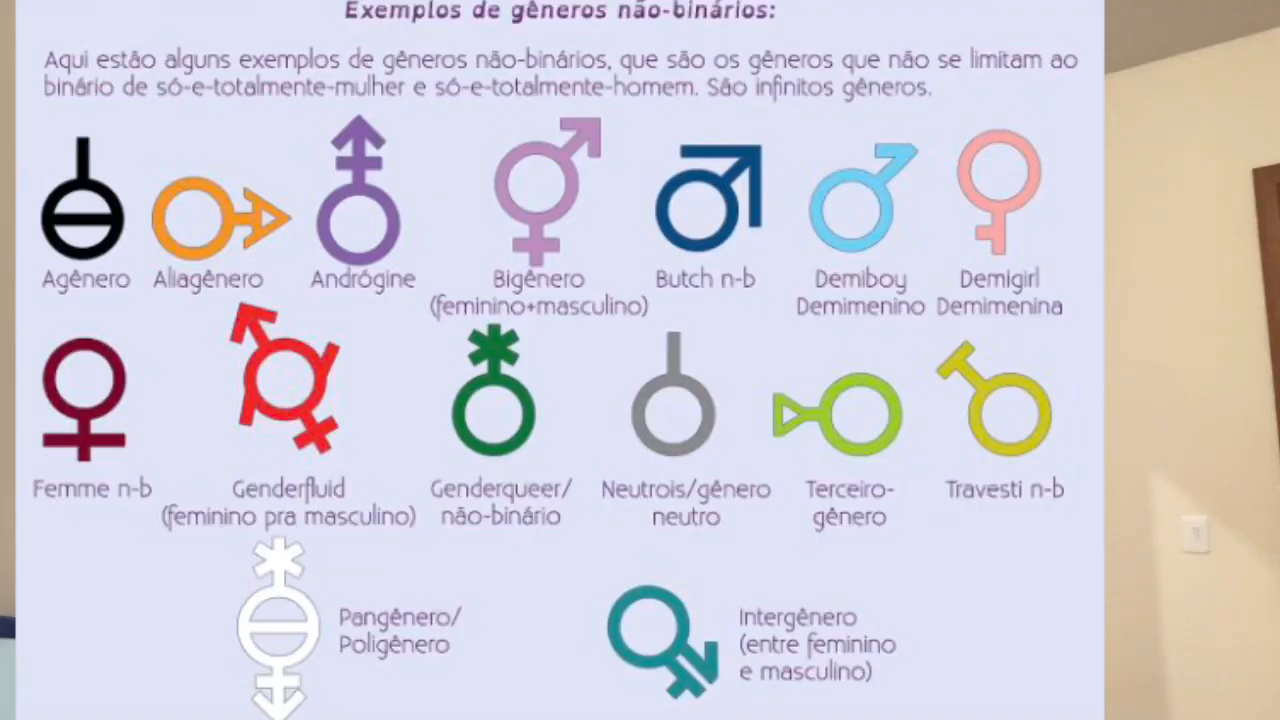 Exemplos de gêneros não-binários:
Aqui estão alguns exemplos de gêneros não-binários, que são os gêneros que não se limitam ao
binário de só-e-totalmente-mulher e só-e-totalmente-homem. São infinitos gêneros.
Agênero Aliagênero Andrógine Bigênero Butch n-b Demiboy Demigirl
(feminino+masculino) Demimenino Demimenina
Femme n-b Genderfluid Genderqueer/ Neutrois/gênero Terceiro- Travesti n-b
(feminino pra masculino) não-binário neutro gênero
Pangênero/ Intergênero
Poligênero (entre feminino
e masculino)